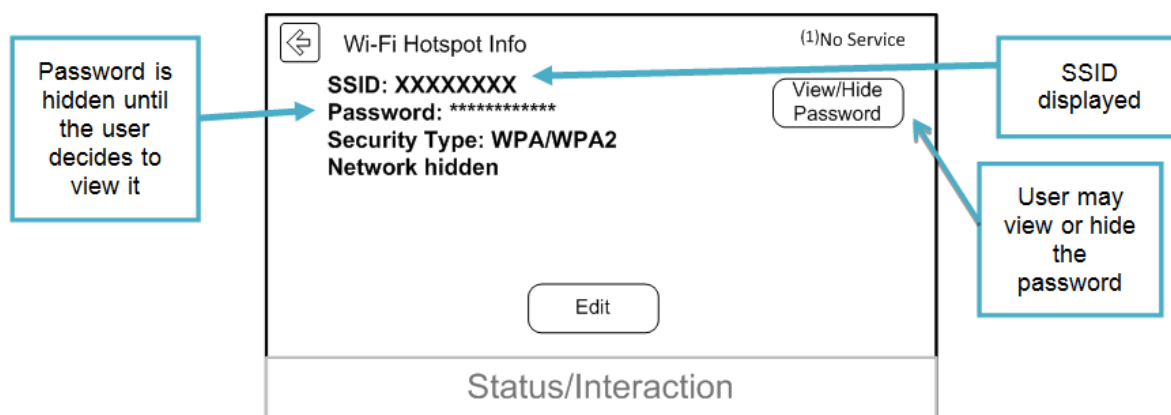 Wi-Fi Hotspot Info
(1)No Service
SSID: XXXXXXXX
Password: ************
Security Type: WPA/WPA2
Network hidden
View/Hide
Password
Edit
Status/Interaction
Password is
hidden until
the user
decides to
view it
SSID
displayed
User may
view or hide
the
password